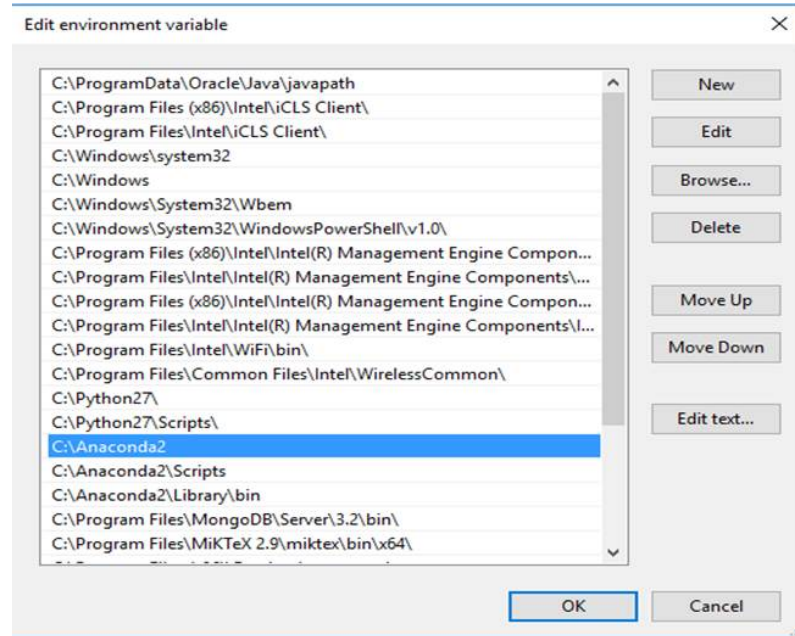 Edit environment variable
C:\ProgramData\Oracle\Java\javapath
C:\Program Files (x86)\Intel\iCLS Client\
C:\Program Files\Intel\iCLS Client\
C:\Windows\system32
C:\Windows
C:\Windows\System32\Wbem
C:\Windows\System32\WindowsPowerShell\v1.0\
C:\Program Files (x86)\Intel\Intel(R) Management Engine Compon...
C:\Program Files\Intel\Intel(R) Management Engine Components\...
C:\Program Files (x86)\Intel\Intel(R) Management Engine Compon...
C:\Program Files\Intel\Intel(R) Management Engine Components\I...
C:\Program Files\Intel\WiFi\bin\
C:\Program Files\Common Files\Intel\WirelessCommon\
C:\Python27\
C:\Python27\Scripts\
C:\Anaconda2
C:\Anaconda2\Scripts
C:\Anaconda2\Library\bin
C:\Program Files\MongoDB\Server\3.2\bin\
C:\Program Files\MiKTeX 2.9\miktex\bin\x64\
New
Edit
Browse...
Delete
Move Up
Move Down
Edit text...
OK
Cancel